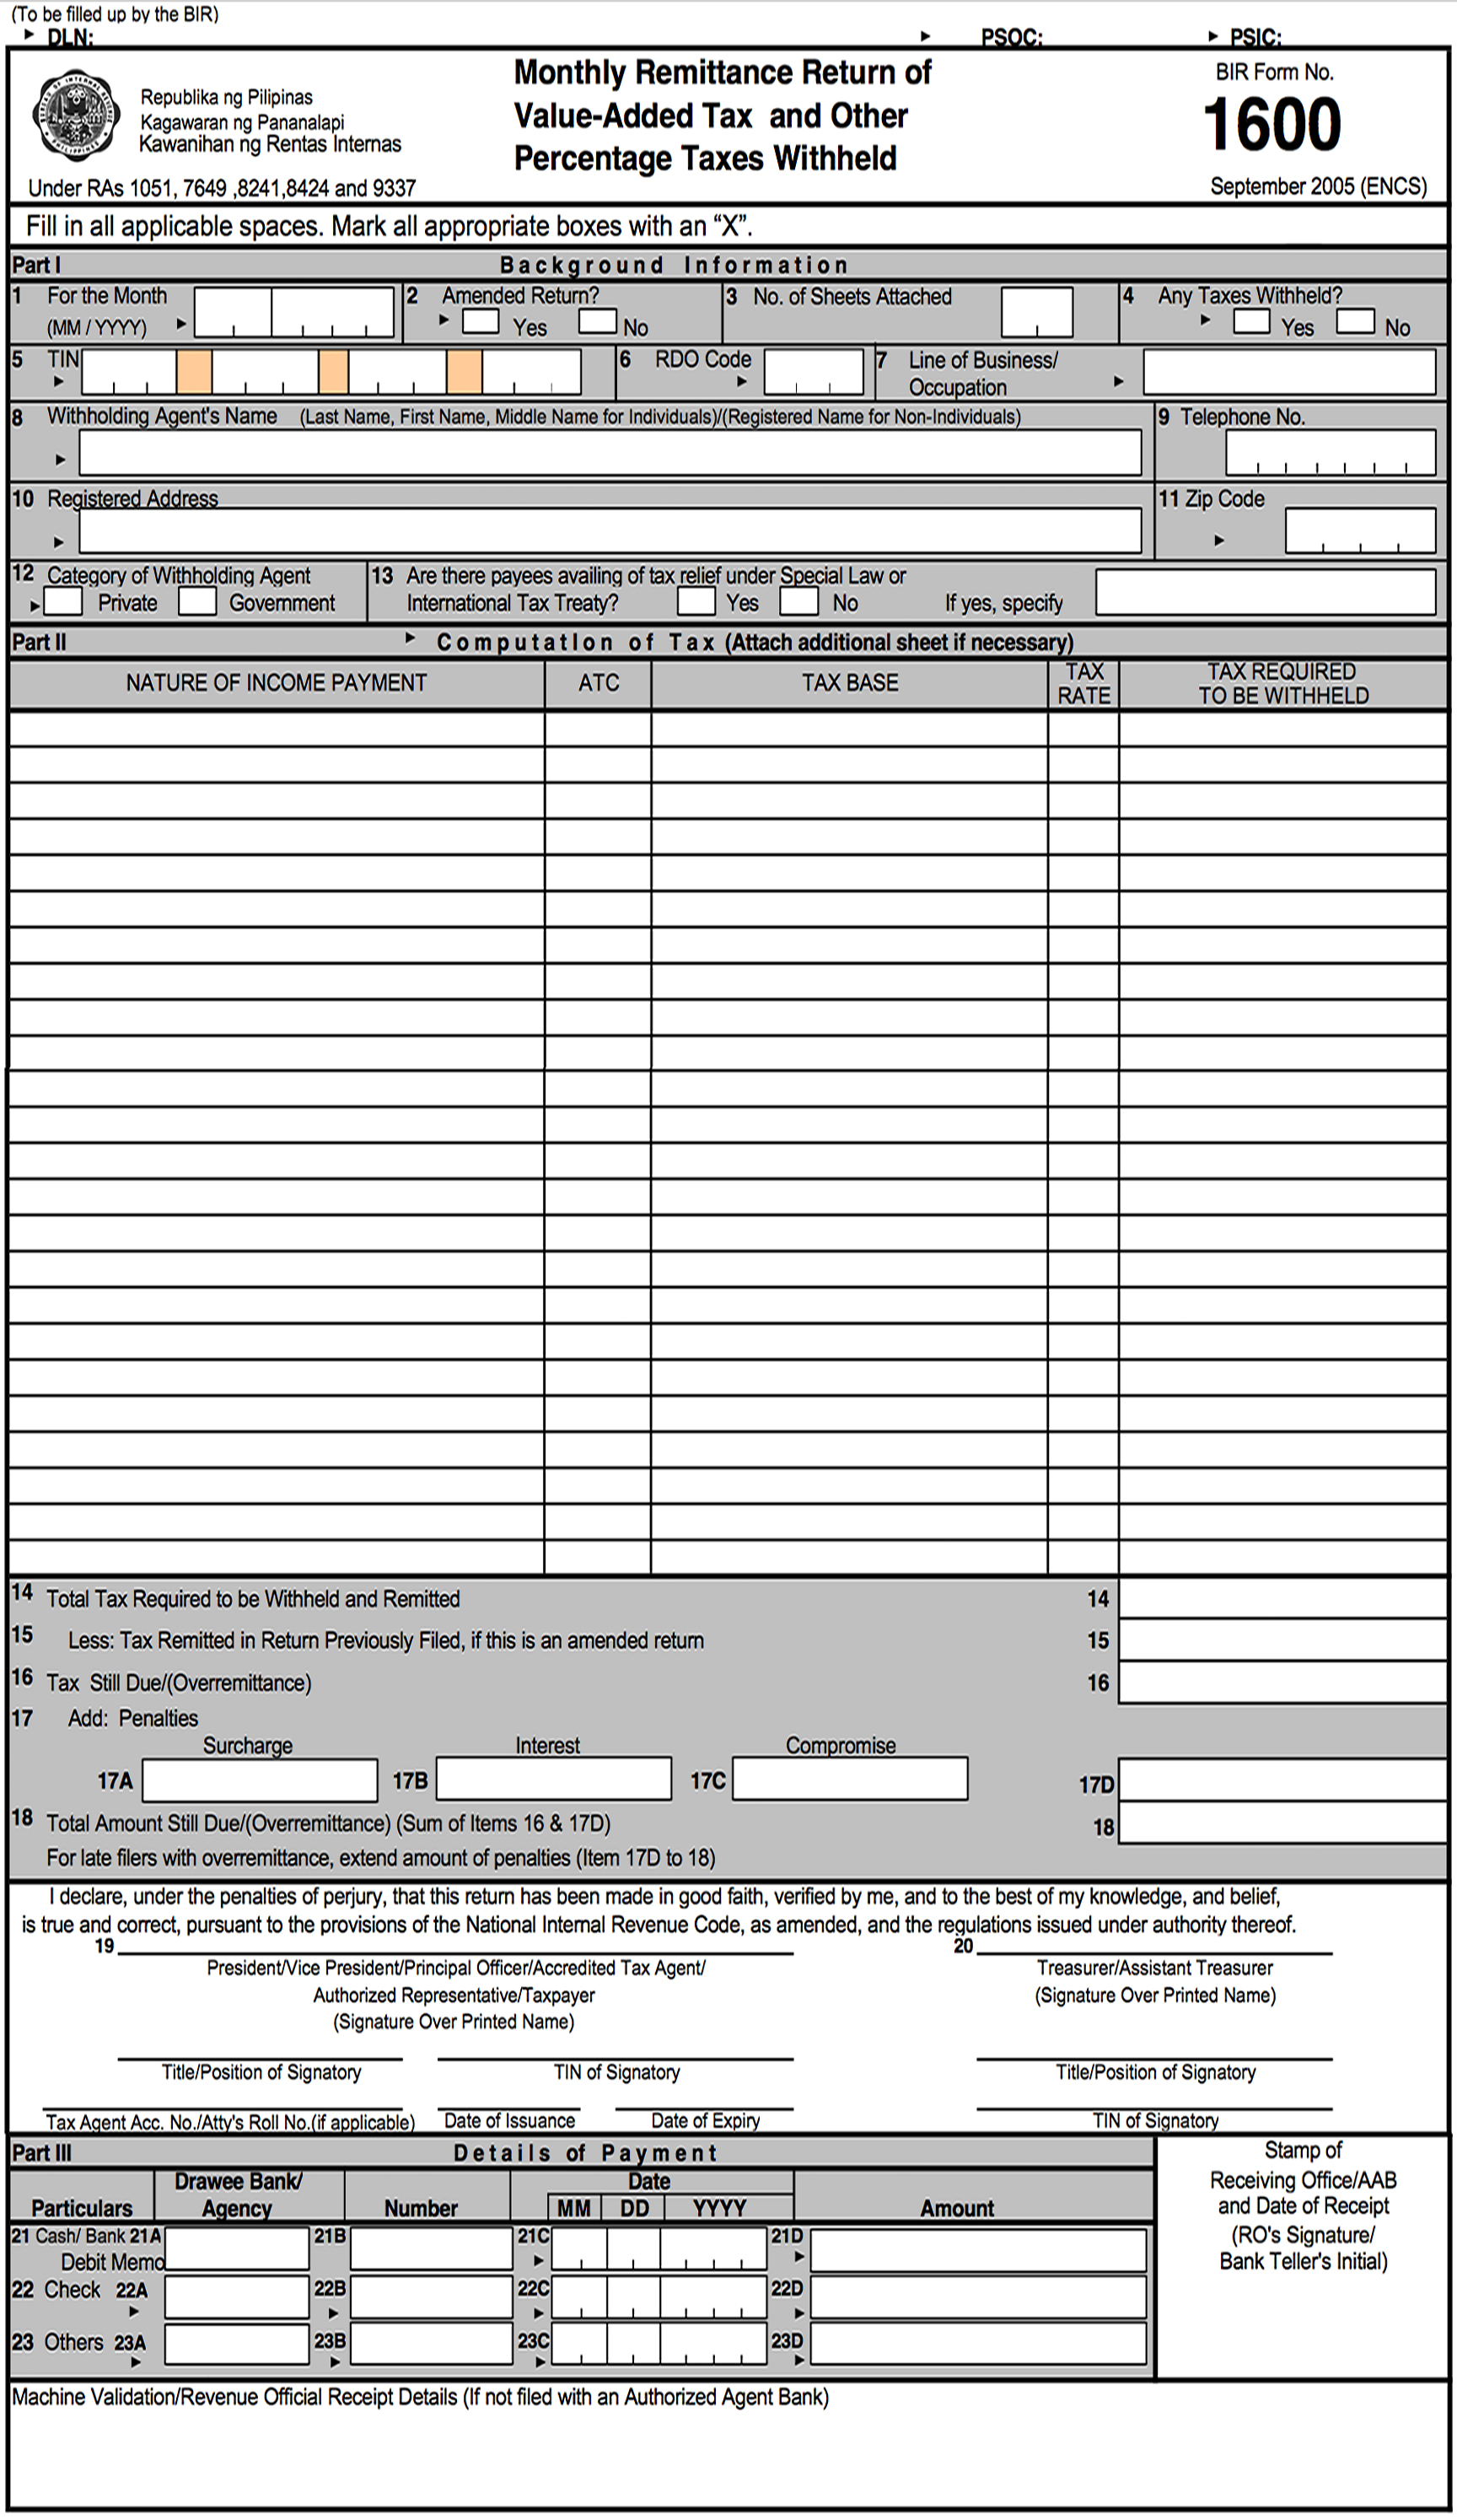 (To be filled up by the BIR)
DLN: PSOC: PSIC:
Republika ng Pilipinas
Kagawaran ng Pananalapi
Kawanihan ng Rentas Internas
Under RAs 1051, 7649 ,8241,8424 and 9337
Monthly Remittance Return of
Value-Added Tax and Other
Percentage Taxes Withheld
BIR Form No.
1600
September 2005 (ENCS)
Fill in all applicable spaces. Mark all appropriate boxes with an “X”.
Part I Background Information
1 For the Month
(MM / YYYY)
2 Amended Return?
Yes No
3 No. of Sheets Attached
4 Any Taxes Withheld?
Yes No
5 TIN
6 RDO Code
7 Line of Business/
Occupation
8 Withholding Agent's Name (Last Name, First Name, Middle Name for Individuals)/(Registered Name for Non-Individuals)
9 Telephone No.
10 Registered Address
11 Zip Code
12 Category of Withholding Agent
Private Government
13 Are there payees availing of tax relief under Special Law or
International Tax Treaty? Yes No If yes, specify
Part II Computation of Tax (Attach additional sheet if necessary)
NATURE OF INCOME PAYMENT
ATC
TAX BASE
TAX
RATE
TAX REQUIRED
TO BE WITHHELD
14 Total Tax Required to be Withheld and Remitted 14
15 Less: Tax Remitted in Return Previously Filed, if this is an amended return 15
16 Tax Still Due/(Overremittance) 16
17 Add: Penalties
Surcharge Interest Compromise
17A 17B 17C 17D
18 Total Amount Still Due/(Overremittance) (Sum of Items 16 & 17D) 18
For late filers with overremittance, extend amount of penalties (Item 17D to 18)
I declare, under the penalties of perjury, that this return has been made in good faith, verified by me, and to the best of my knowledge, and belief,
is true and correct, pursuant to the provisions of the National Internal Revenue Code, as amended, and the regulations issued under authority thereof.
19 20
President/Vice President/Principal Officer/Accredited Tax Agent/
Authorized Representative/Taxpayer
(Signature Over Printed Name)
Treasurer/Assistant Treasurer
(Signature Over Printed Name)
Title/Position of Signatory TIN of Signatory Title/Position of Signatory
Tax Agent Acc. No./Atty's Roll No.(if applicable) Date of Issuance Date of Expiry TIN of Signatory
Part III Details of Payment
Particulars
Drawee Bank/
Agency
Number
Date
MM DD YYYY
Amount
Stamp of
Receiving Office/AAB
and Date of Receipt
(RO's Signature/
Bank Teller's Initial)
21 Cash/ Bank 21A 21B 21C 21D
Debit Memo
22 Check 22A 22B 22C 22D
23 Others 23A 23B 23C 23D
Machine Validation/Revenue Official Receipt Details (If not filed with an Authorized Agent Bank)